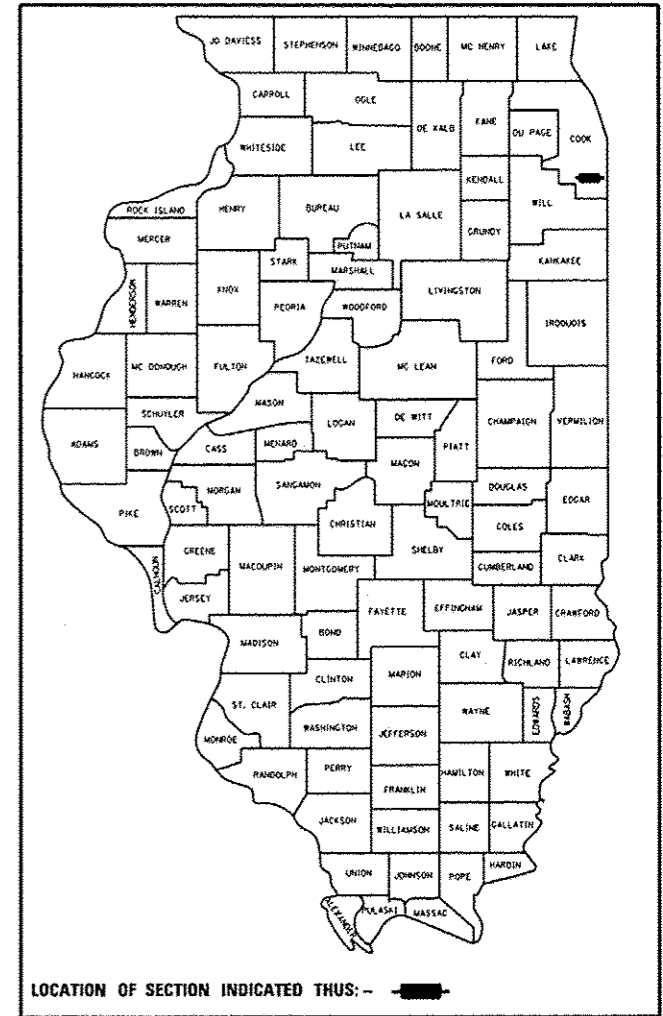 JO DAVIESS STEPHENSON WINNEBAGO BOONE MC HENRY LAKE
CARROLL OGLE DE KALB KANE DU PAGE COOK
WHITESIDE LEE KENDALL WILL
ROCK ISLAND HENRY BUREAU LA SALLE GRUNDY
MERCER PUTNAM KANKAKEE
STARK MARSHALL
HENDERSON WARREN KNOX PEORIA WOODFORD LIVINGSTON IROQUOIS
HANCOCK MC DONOUGH FULTON TAZEWELL MC LEAN FORD
SCHUYLER MASON LOGAN DE WITT CHAMPAIGN VERMILION
ADAMS BROWN CASS MENARD MACON PIATT
PIKE SCOTT MORGAN SANGAMON MOULTRIE DOUGLAS EDGAR
CHRISTIAN COLES
CALHOUN GREENE MACOUPIN MONTGOMERY SHELBY CUMBERLAND CLARK
JERSEY FAYETTE EFFINGHAM JASPER CRAWFORD
MADISON BOND CLAY RICHLAND LAWRENCE
CLINTON MARION
ST. CLAIR WAYNE EDWARDS WABASH
MONROE WASHINGTON JEFFERSON
RANDOLPH PERRY HAMILTON WHITE
FRANKLIN
JACKSON WILLIAMSON SALINE GALLATIN
UNION JOHNSON POPE HARDIN
ALEXANDER PULASKI MASSAC
LOCATION OF SECTION INDICATED THUS: -